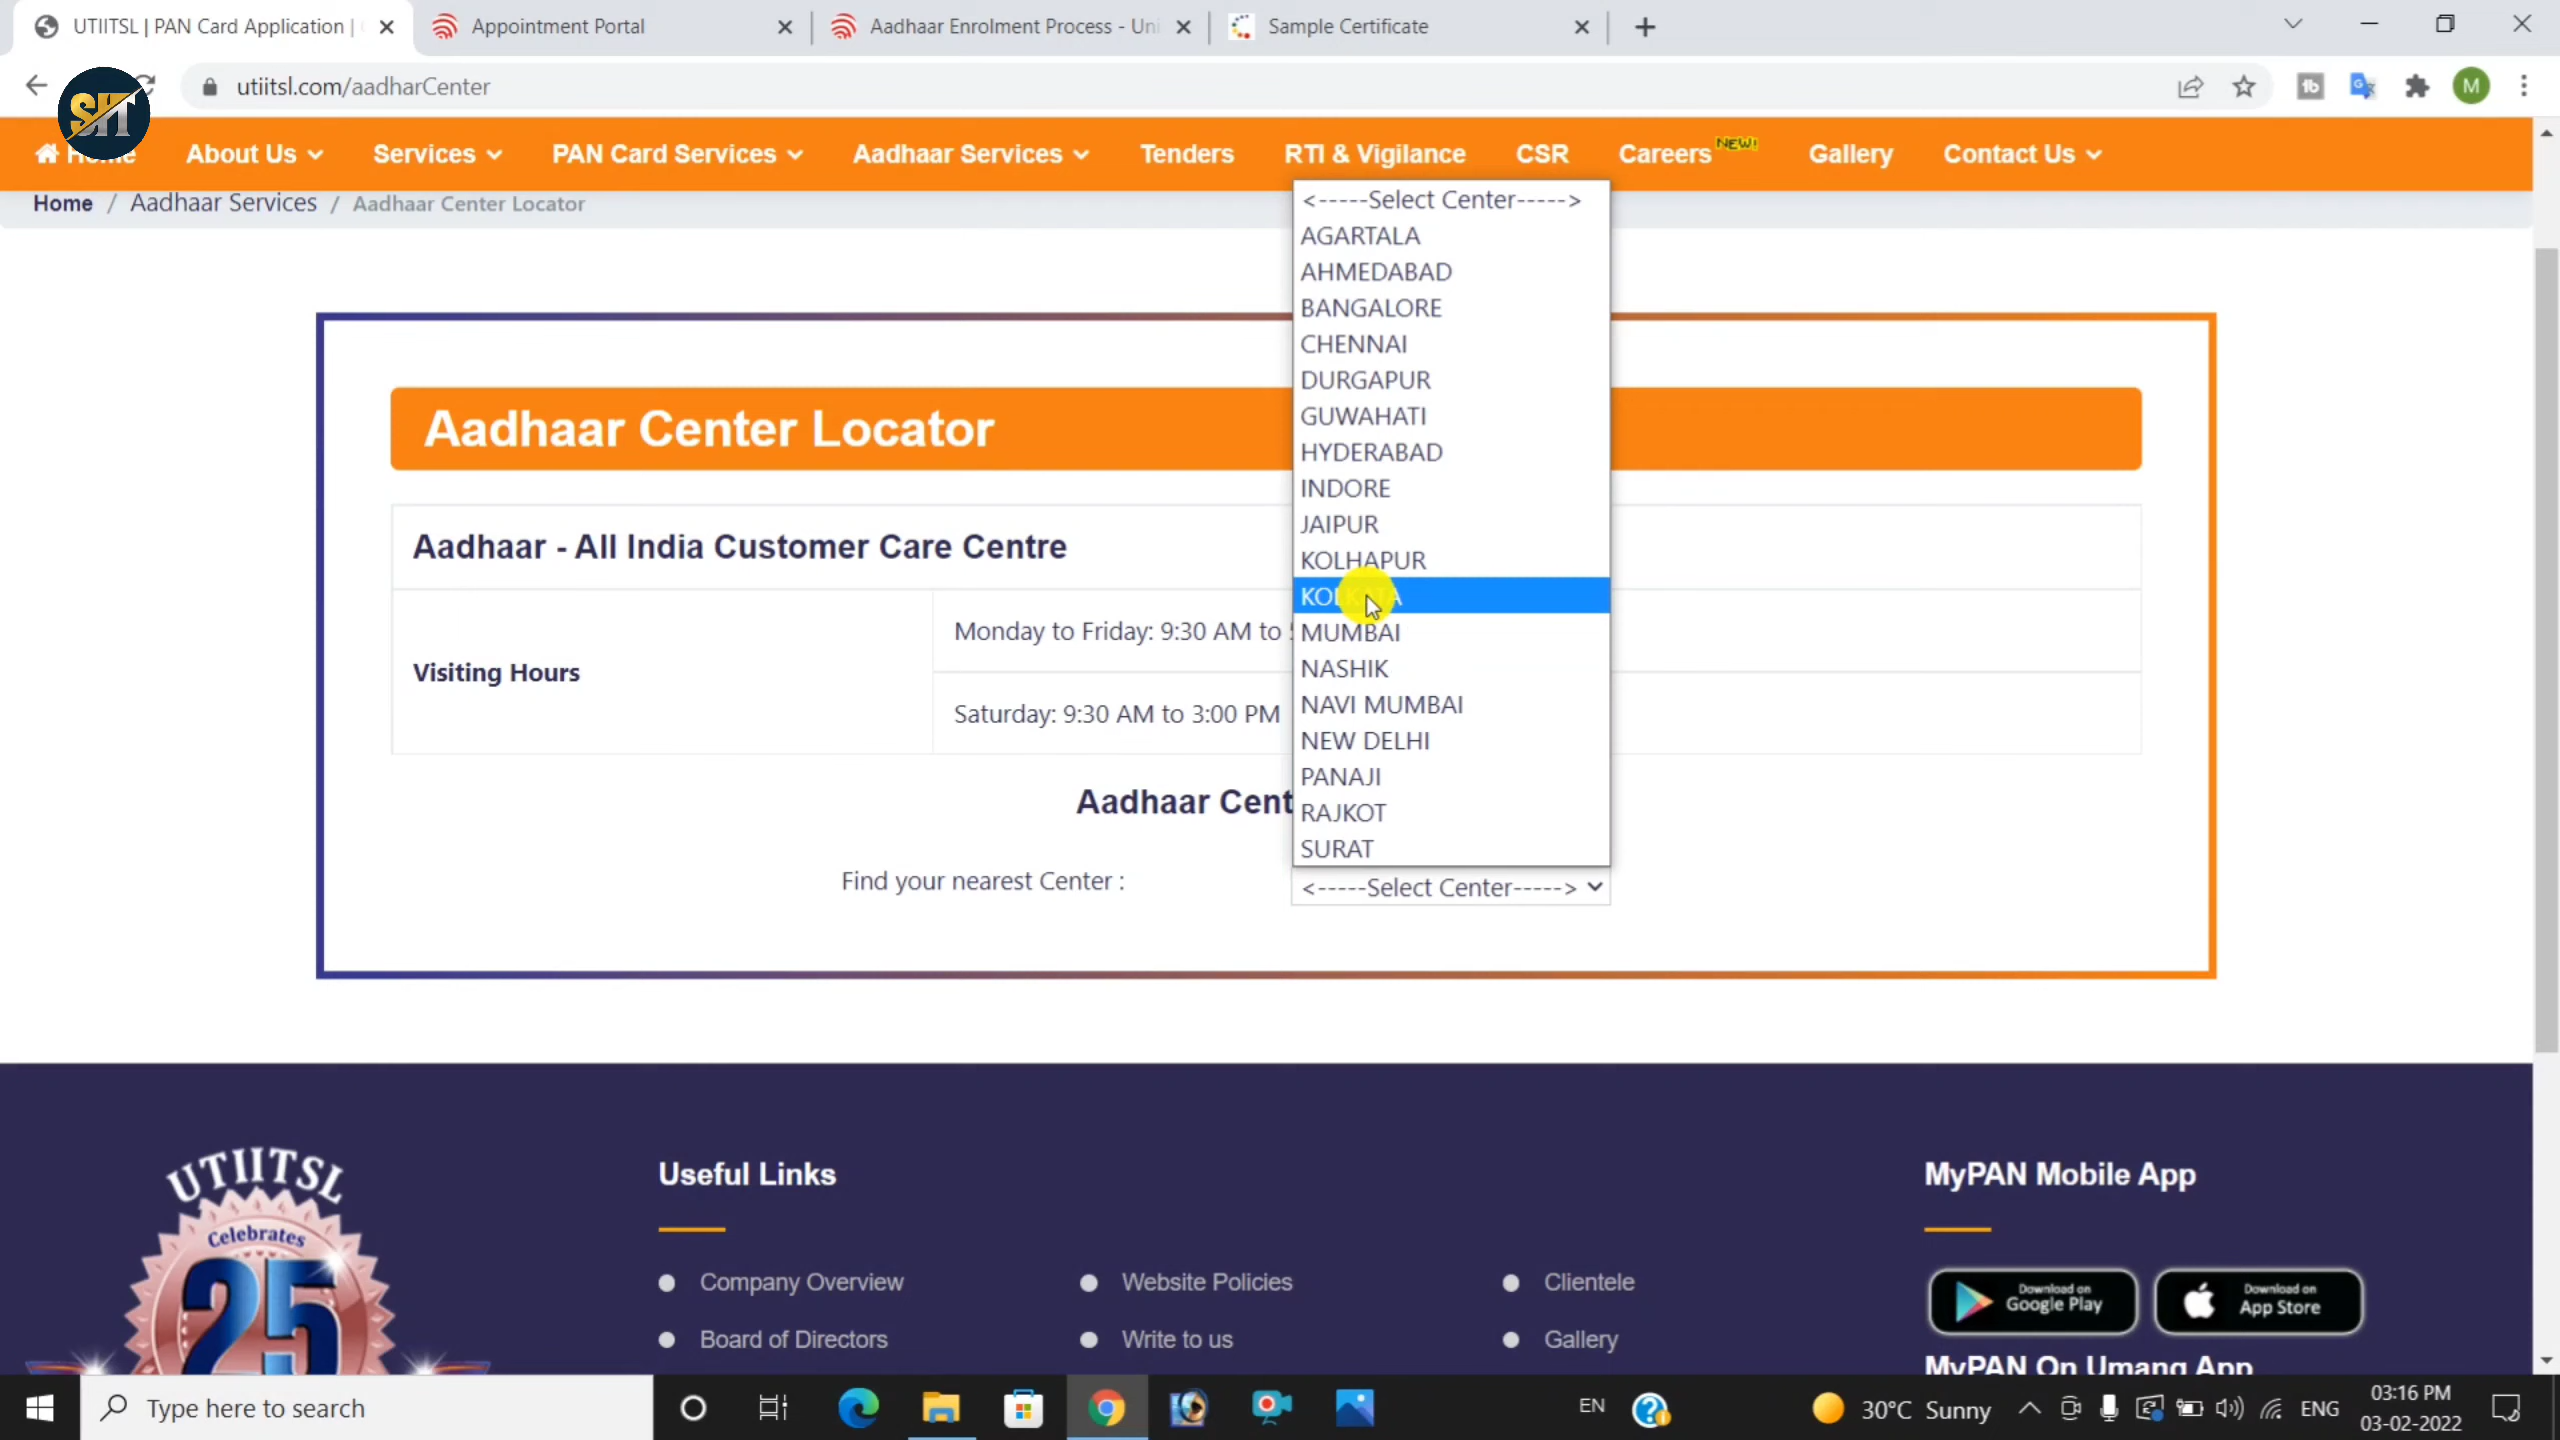 UTIITSL | PAN Card Application |
Appointment Portal
Aadhaar Enrolment Process - Uni
Sample Certificate
utiitsl.com/aadharCenter
M
SHT
Home
About Us
Services
PAN Card Services
Aadhaar Services
Tenders
RTI & Vigilance
CSR
Careers
NEW!
Gallery
Contact Us
Home / Aadhaar Services / Aadhaar Center Locator
<-----Select Center----->
AGARTALA
AHMEDABAD
BANGALORE
CHENNAI
DURGAPUR
GUWAHATI
HYDERABAD
INDORE
JAIPUR
KOLHAPUR
KOLKATA
MUMBAI
NASHIK
NAVI MUMBAI
NEW DELHI
PANAJI
RAJKOT
SURAT
Aadhaar Center Locator
Aadhaar - All India Customer Care Centre
Visiting Hours
Monday to Friday: 9:30 AM to
Saturday: 9:30 AM to 3:00 PM
Aadhaar Cent
Find your nearest Center :
<-----Select Center----->
UTIITSL
Celebrates
25
Useful Links
Company Overview
Website Policies
Clientele
Board of Directors
Write to us
Gallery
MyPAN Mobile App
Download on
Google Play
Download on
App Store
MyPAN On Umang App
Type here to search
EN
30°C Sunny
ENG
03:16 PM
03-02-2022